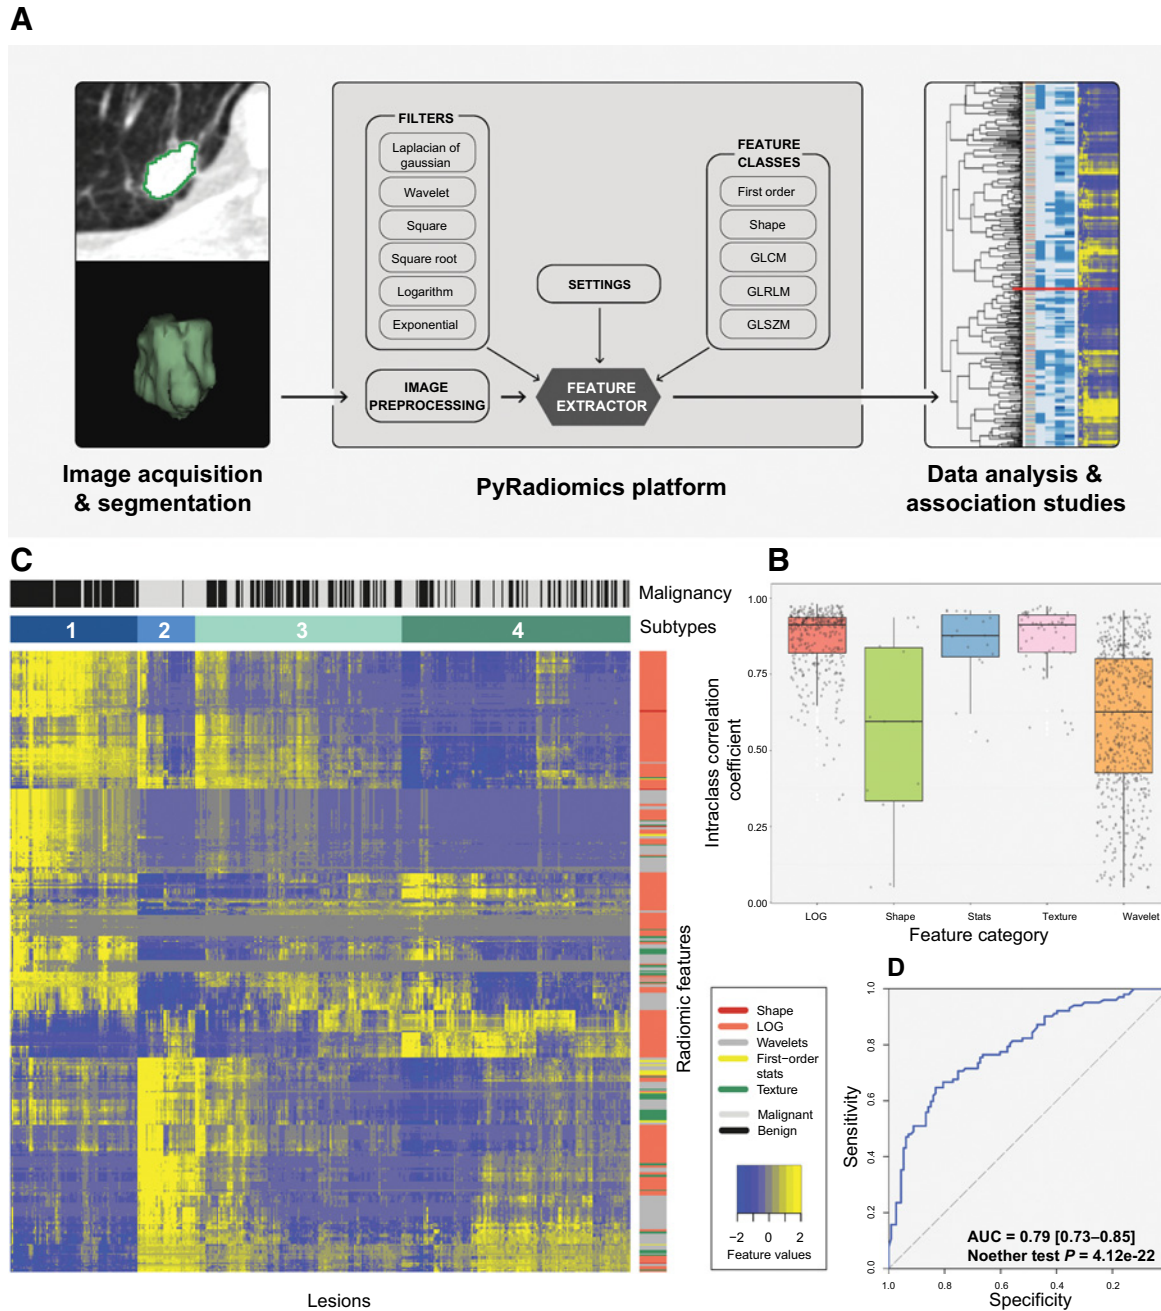 A
FILTERS
Laplacian of
gaussian
Wavelet
Square
Square root
Logarithm
Exponential
SETTINGS
FEATURE
CLASSES
First order
Shape
GLCM
GLRLM
GLSZM
IMAGE
PREPROCESSING
FEATURE
EXTRACTOR
Image acquisition
& segmentation
PyRadiomics platform
Data analysis &
association studies
C
Malignancy
1 2 3 4
Subtypes
Radiomic features
Lesions
Shape
LOG
Wavelets
First–order
stats
Texture
Malignant
Benign
−2 0 2
Feature values
B
1.00
0.75
0.50
0.25
0.00
Intraclass correlation
coefficient
LOG Shape Stats Texture Wavelet
Feature category
D
1.0
0.8
0.6
0.4
0.2
0.0
Sensitivity
AUC = 0.79 [0.73–0.85]
Noether test P = 4.12e-22
1.0 0.8 0.6 0.4 0.2
Specificity